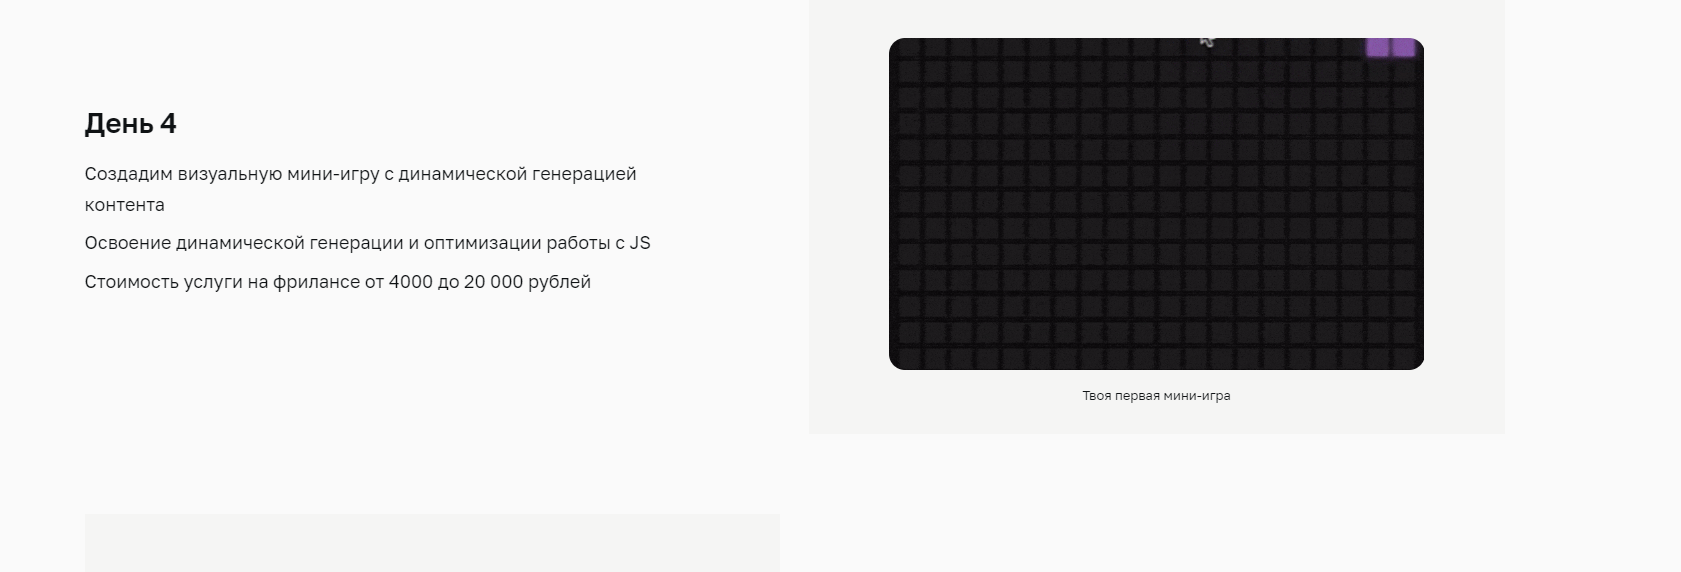 День 4
Создадим визуальную мини-игру с динамической генерацией
контента
Освоение динамической генерации и оптимизации работы с JS
Стоимость услуги на фрилансе от 4000 до 20 000 рублей
Твоя первая мини-игра